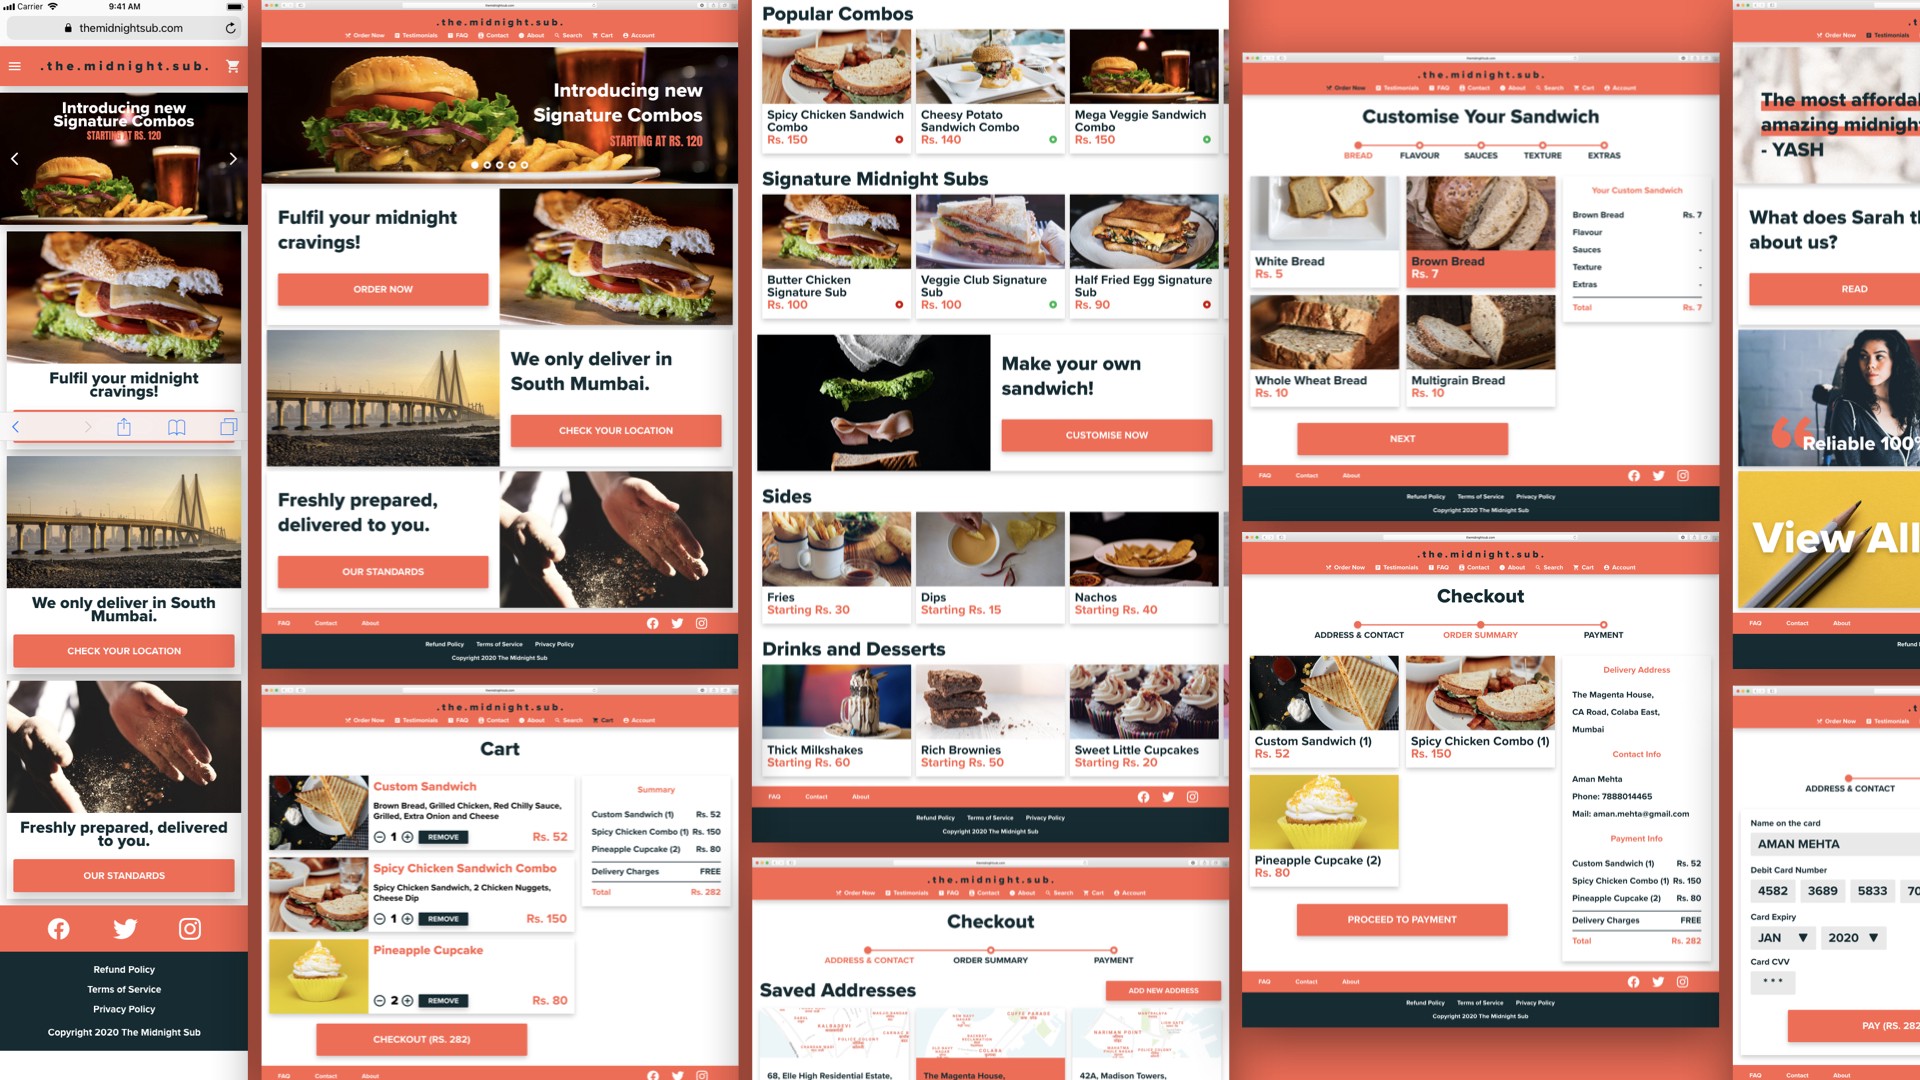 Carrier
9:41 AM
themidnightsub.com
.the.midnight.sub.
Introducing new
Signature Combos
STARTING AT RS. 120
Fulfil your midnight
cravings!
We only deliver in South
Mumbai.
CHECK YOUR LOCATION
Freshly prepared, delivered
to you.
OUR STANDARDS
Refund Policy
Terms of Service
Privacy Policy
Copyright 2020 The Midnight Sub
themidnightsub.com
.the.midnight.sub.
Order Now Testimonials FAQ Contact About Search Cart Account
Introducing new
Signature Combos
STARTING AT RS. 120
Fulfil your midnight
cravings!
ORDER NOW
We only deliver in
South Mumbai.
CHECK YOUR LOCATION
Freshly prepared,
delivered to you.
OUR STANDARDS
FAQ Contact About
Refund Policy Terms of Service Privacy Policy
Copyright 2020 The Midnight Sub
themidnightsub.com
.the.midnight.sub.
Order Now Testimonials FAQ Contact About Search Cart Account
Cart
Custom Sandwich
Brown Bread, Grilled Chicken, Red Chilly Sauce,
Grilled, Extra Onion and Cheese
1 REMOVE Rs. 52
Spicy Chicken Sandwich Combo
Spicy Chicken Sandwich, 2 Chicken Nuggets,
Cheese Dip
1 REMOVE Rs. 150
Pineapple Cupcake
2 REMOVE Rs. 80
CHECKOUT (RS. 282)
Summary
Custom Sandwich (1) Rs. 52
Spicy Chicken Combo (1) Rs. 150
Pineapple Cupcake (2) Rs. 80
Delivery Charges FREE
Total Rs. 282
FAQ Contact About
Popular Combos
Spicy Chicken Sandwich
Combo
Rs. 150
Cheesy Potato
Sandwich Combo
Rs. 140
Mega Veggie Sandwich
Combo
Rs. 150
Signature Midnight Subs
Butter Chicken
Signature Sub
Rs. 100
Veggie Club Signature
Sub
Rs. 100
Half Fried Egg Signature
Sub
Rs. 90
Make your own
sandwich!
CUSTOMISE NOW
Sides
Fries
Starting Rs. 30
Dips
Starting Rs. 15
Nachos
Starting Rs. 40
Drinks and Desserts
Thick Milkshakes
Starting Rs. 60
Rich Brownies
Starting Rs. 50
Sweet Little Cupcakes
Starting Rs. 20
FAQ Contact About
Refund Policy Terms of Service Privacy Policy
Copyright 2020 The Midnight Sub
themidnightsub.com
.the.midnight.sub.
Order Now Testimonials FAQ Contact About Search Cart Account
Checkout
ADDRESS & CONTACT ORDER SUMMARY PAYMENT
Saved Addresses
ADD NEW ADDRESS
KALBADEVI
POLICE COLONY
CUFFE PARADE
COLABA
NARIMAN POINT
POLICE COLONY
68, Elle High Residential Estate,
The Magenta House,
42A, Madison Towers,
themidnightsub.com
.the.midnight.sub.
Order Now Testimonials FAQ Contact About Search Cart Account
Customise Your Sandwich
BREAD FLAVOUR SAUCES TEXTURE EXTRAS
White Bread
Rs. 5
Brown Bread
Rs. 7
Whole Wheat Bread
Rs. 10
Multigrain Bread
Rs. 10
NEXT
Your Custom Sandwich
Brown Bread Rs. 7
Flavour -
Sauces -
Texture -
Extras -
Total Rs. 7
FAQ Contact About
Refund Policy Terms of Service Privacy Policy
Copyright 2020 The Midnight Sub
themidnightsub.com
.the.midnight.sub.
Order Now Testimonials FAQ Contact About Search Cart Account
Checkout
ADDRESS & CONTACT ORDER SUMMARY PAYMENT
Custom Sandwich (1)
Rs. 52
Spicy Chicken Combo (1)
Rs. 150
Pineapple Cupcake (2)
Rs. 80
PROCEED TO PAYMENT
Delivery Address
The Magenta House,
CA Road, Colaba East,
Mumbai
Contact Info
Aman Mehta
Phone: 7888014465
Mail: aman.mehta@gmail.com
Payment Info
Custom Sandwich (1) Rs. 52
Spicy Chicken Combo (1) Rs. 150
Pineapple Cupcake (2) Rs. 80
Delivery Charges FREE
Total Rs. 282
FAQ Contact About
Refund Policy Terms of Service Privacy Policy
Copyright 2020 The Midnight Sub
.t
Order Now Testimonials
The most affordal
amazing midnigh
- YASH
What does Sarah t
about us?
READ
“
Reliable 100%
View All
FAQ Contact About
Refund
.t
Order Now Testimonials
ADDRESS & CONTACT
Name on the card
AMAN MEHTA
Debit Card Number
4582 3689 5833 70
Card Expiry
JAN 2020
Card CVV
***
PAY (RS. 282
FAQ Contact About